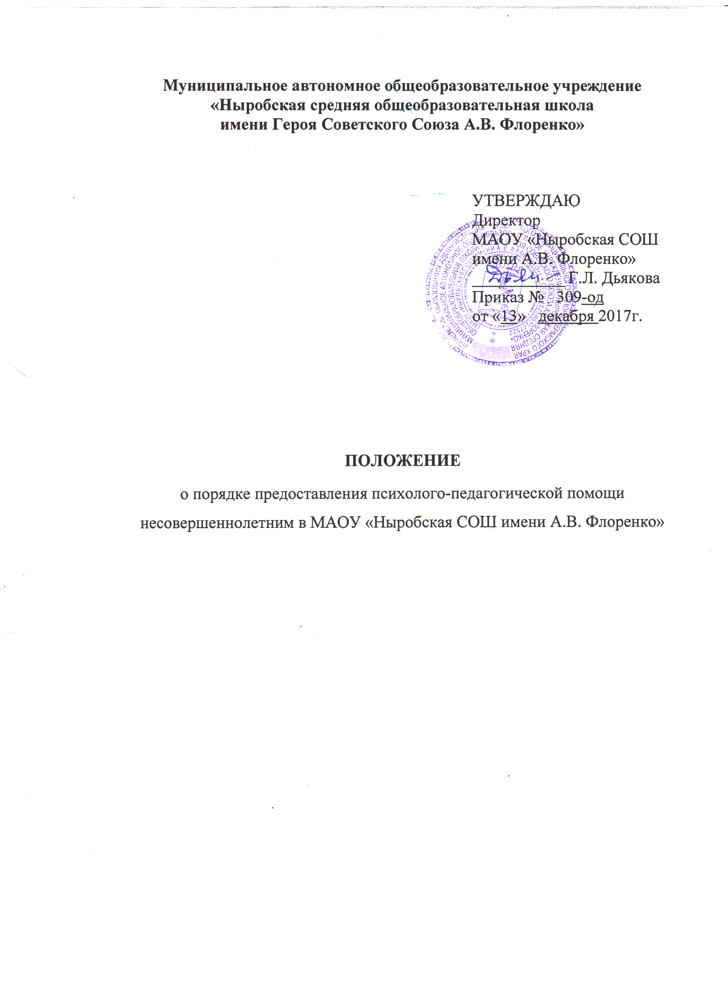 Муниципальное автономное общеобразовательное учреждение
«Ныробская средняя общеобразовательная школа
имени Героя Советского Союза А.В. Флоренко»
УТВЕРЖДАЮ
Директор
МАОУ «Ныробская СОШ
имени А.В. Флоренко»
Г.Л. Дьякова
Приказ № 309-од
от «13» декабря 2017г.
ПОЛОЖЕНИЕ
о порядке предоставления психолого-педагогической помощи
несовершеннолетним в МАОУ «Ныробская СОШ имени А.В. Флоренко»